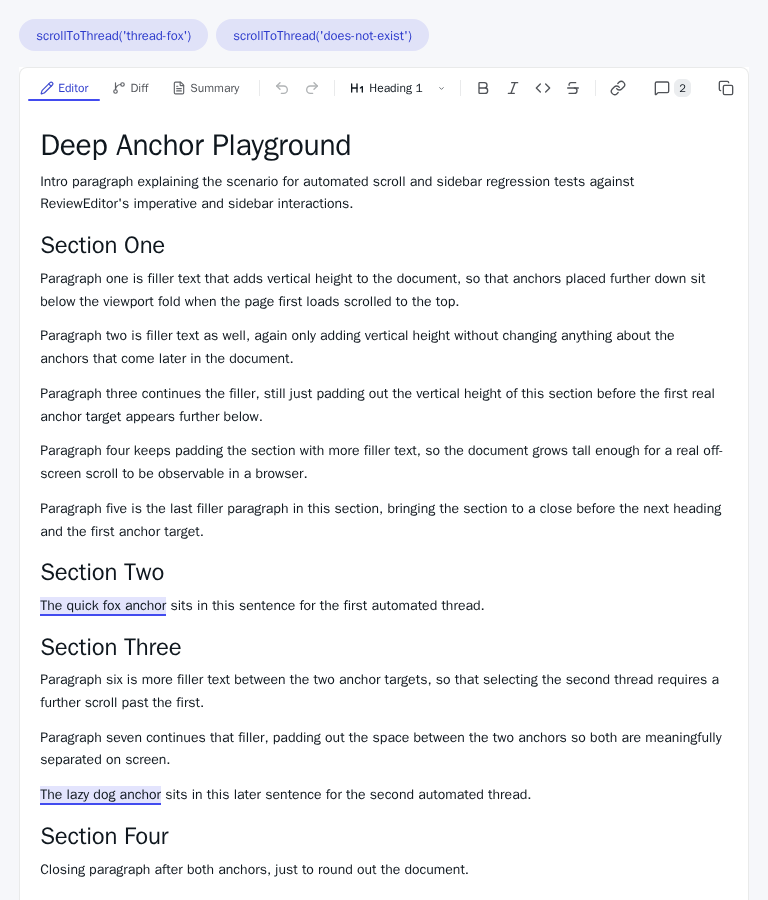 scrollToThread('thread-fox') scrollToThread('does-not-exist')
Editor Diff Summary H1 Heading 1 2
Deep Anchor Playground
Intro paragraph explaining the scenario for automated scroll and sidebar regression tests against
ReviewEditor's imperative and sidebar interactions.
Section One
Paragraph one is filler text that adds vertical height to the document, so that anchors placed further down sit
below the viewport fold when the page first loads scrolled to the top.
Paragraph two is filler text as well, again only adding vertical height without changing anything about the
anchors that come later in the document.
Paragraph three continues the filler, still just padding out the vertical height of this section before the first real
anchor target appears further below.
Paragraph four keeps padding the section with more filler text, so the document grows tall enough for a real off-
screen scroll to be observable in a browser.
Paragraph five is the last filler paragraph in this section, bringing the section to a close before the next heading
and the first anchor target.
Section Two
The quick fox anchor sits in this sentence for the first automated thread.
Section Three
Paragraph six is more filler text between the two anchor targets, so that selecting the second thread requires a
further scroll past the first.
Paragraph seven continues that filler, padding out the space between the two anchors so both are meaningfully
separated on screen.
The lazy dog anchor sits in this later sentence for the second automated thread.
Section Four
Closing paragraph after both anchors, just to round out the document.